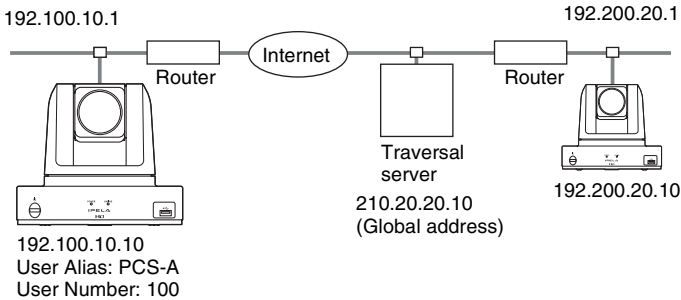 192.100.10.1
192.200.20.1
Internet
Router
Router
Traversal
server
210.20.20.10
(Global address)
192.200.20.10
IPELA
192.100.10.10
User Alias: PCS-A
User Number: 100